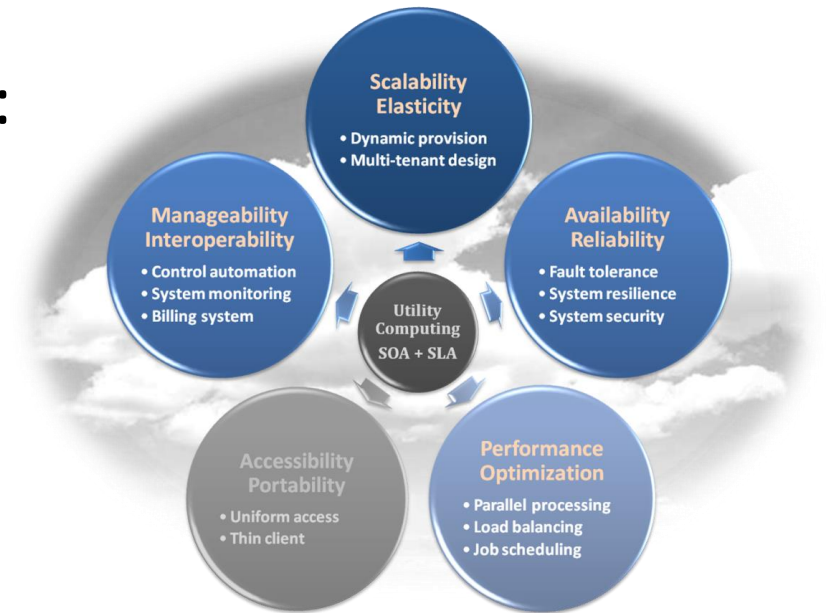 :
Scalability
Elasticity
• Dynamic provision
• Multi-tenant design
Manageability
Interoperability
• Control automation
• System monitoring
• Billing system
Availability
Reliability
• Fault tolerance
• System resilience
• System security
Utility
Computing
SOA + SLA
Accessibility
Portability
• Uniform access
• Thin client
Performance
Optimization
• Parallel processing
• Load balancing
• Job scheduling